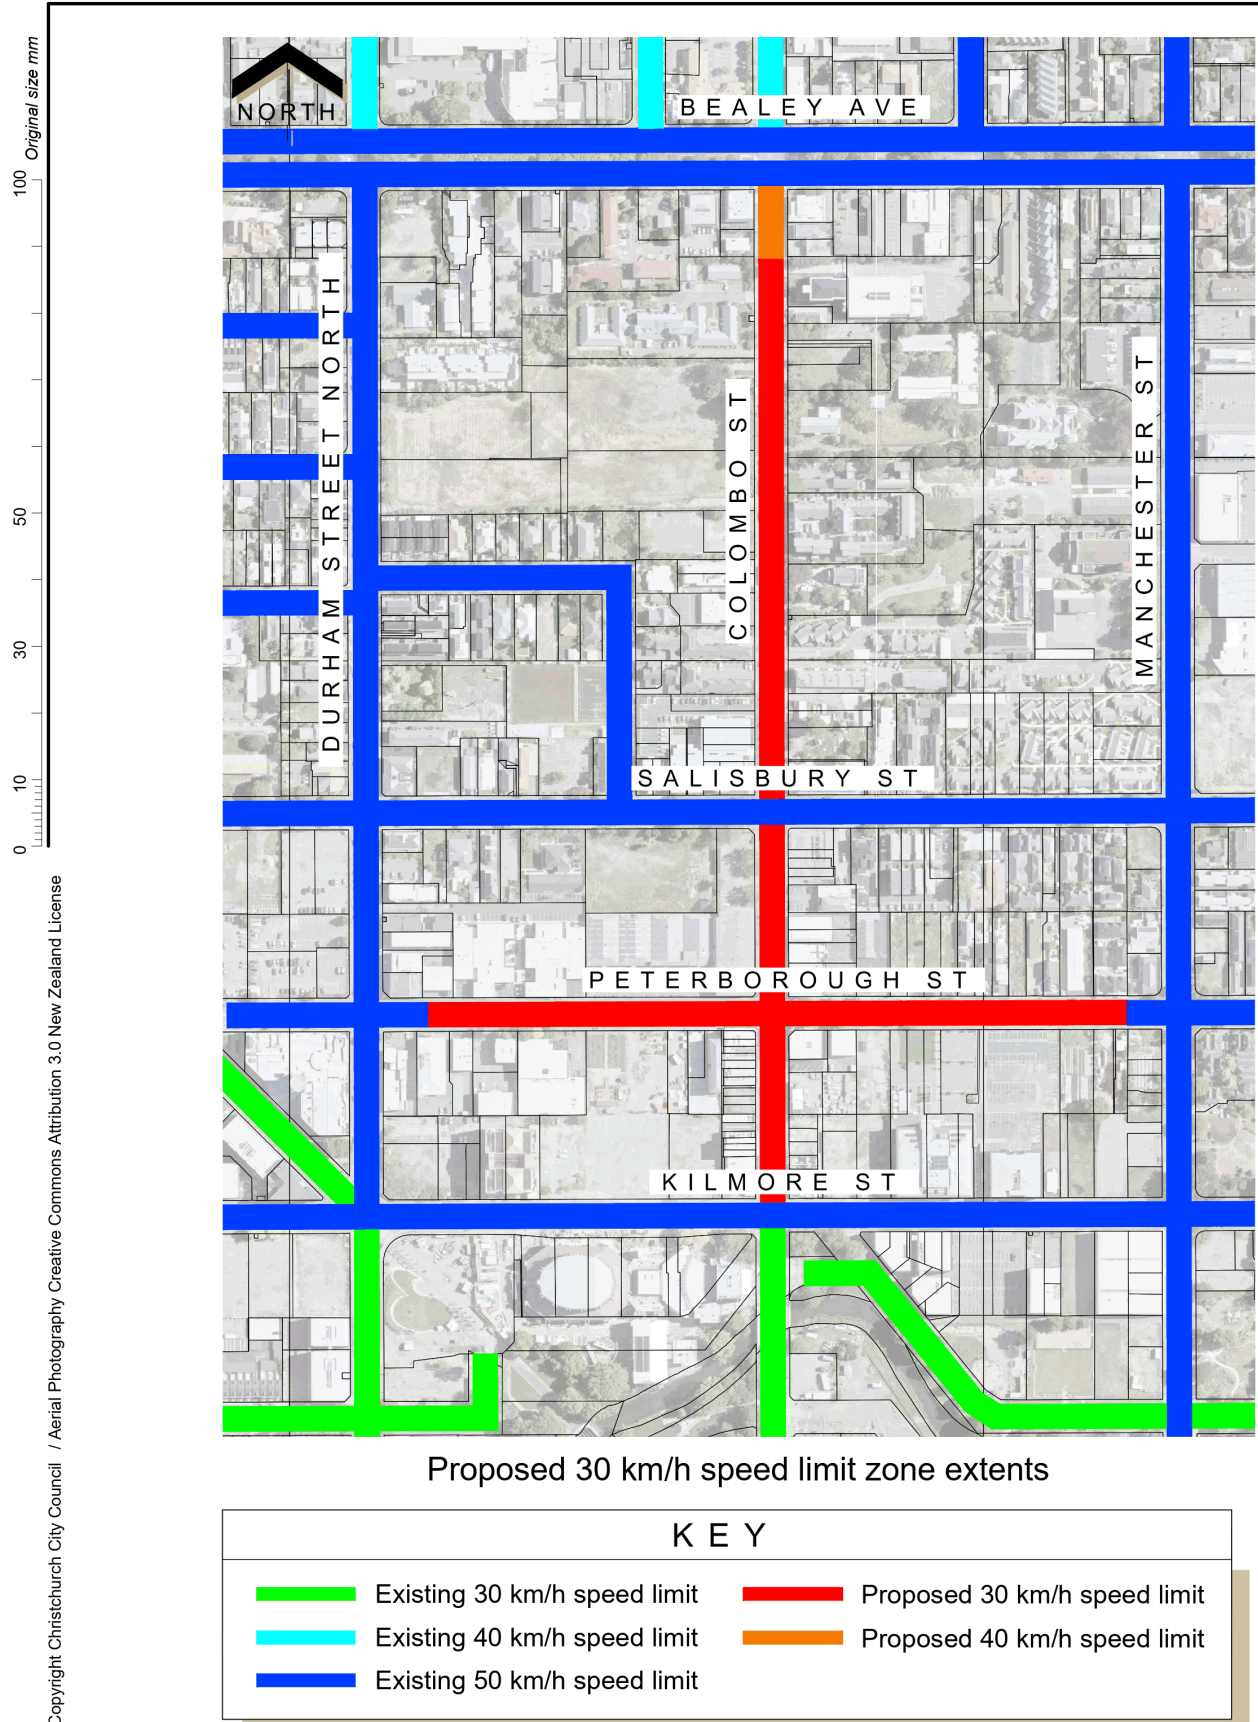 Original size mm
100
50
30
10
0
Copyright Christchurch City Council / Aerial Photography Creative Commons Attribution 3.0 New Zealand License
NORTH
BEALEY AVE
DURHAM STREET NORTH
COLOMBO ST
MANCHESTER ST
SALISBURY ST
PETERBOROUGH ST
KILMORE ST
Proposed 30 km/h speed limit zone extents
KEY
Existing 30 km/h speed limit
Proposed 30 km/h speed limit
Existing 40 km/h speed limit
Proposed 40 km/h speed limit
Existing 50 km/h speed limit